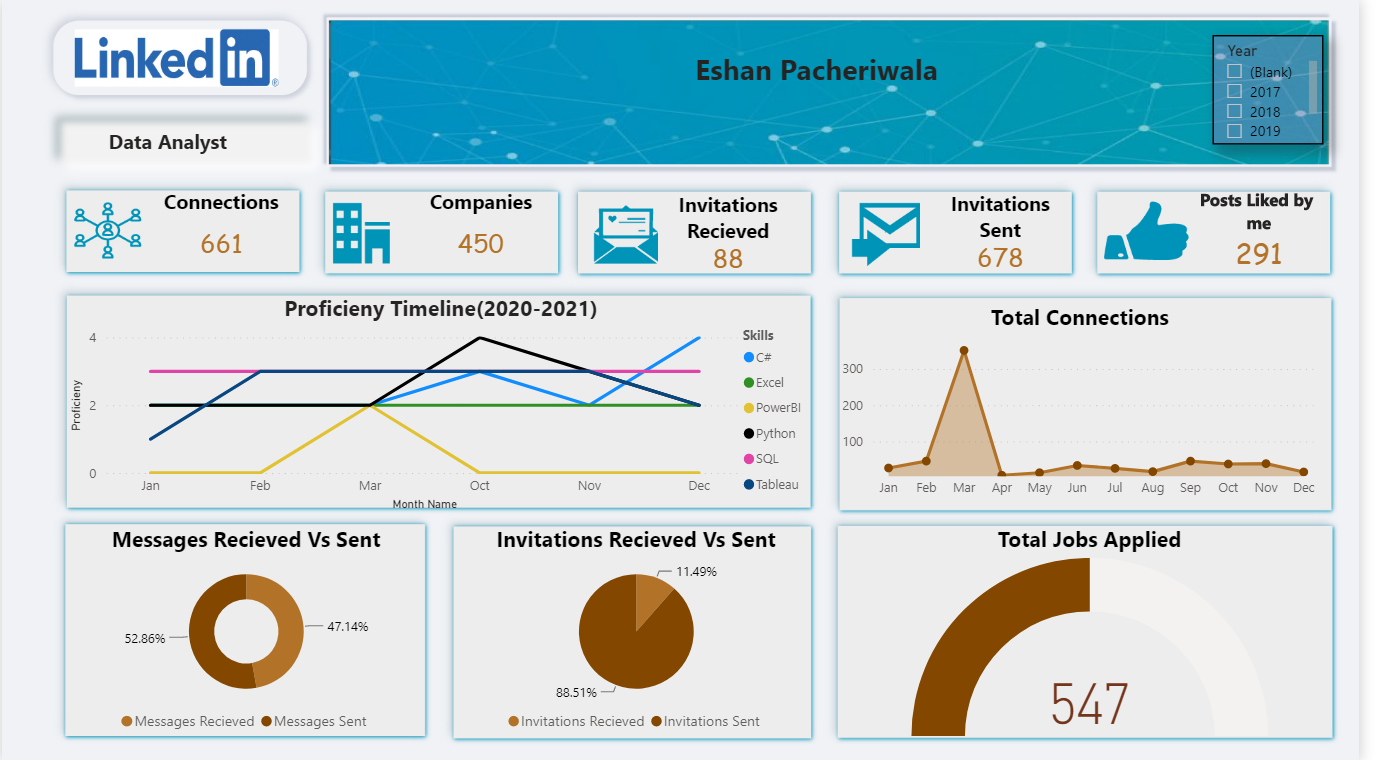 Linkedin®
Eshan Pacheriwala
Year
(Blank)
2017
2018
2019
Data Analyst
Connections
661
Companies
450
Invitations
Recieved
88
Invitations
Sent
678
Posts Liked by
me
291
Proficieny Timeline(2020-2021)
Proficieny
4
2
0
Jan Feb Mar Oct Nov Dec
Month Name
Skills
C#
Excel
PowerBI
Python
SQL
Tableau
Total Connections
300
200
100
Jan Feb Mar Apr May Jun Jul Aug Sep Oct Nov Dec
Messages Recieved Vs Sent
52.86%
47.14%
Messages Recieved Messages Sent
Invitations Recieved Vs Sent
11.49%
88.51%
Invitations Recieved Invitations Sent
Total Jobs Applied
547